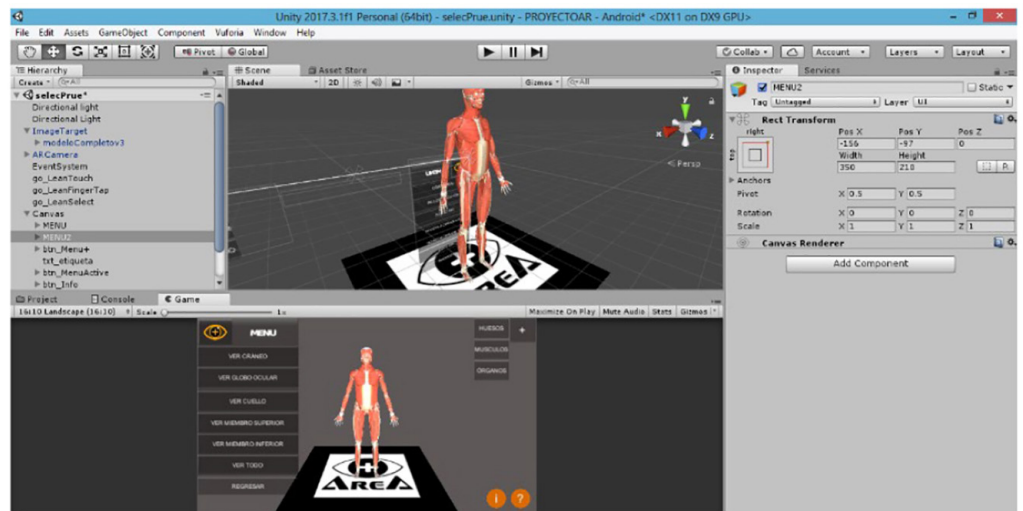 Unity 2017.3.1f1 Personal (64bit) - selecPrue.unity - PROYECTOAR - Android* <DX11 on DX9 GPU>
File Edit Assets GameObject Component Vuforia Window Help
Pivot Global Collab Account Layers Layout
Hierarchy
Create All
selecPrue*
Directional light
Directional Light
ImageTarget
modeloCompletov3
ARCamera
EventSystem
go_LeanTouch
go_LeanFingerTap
go_LeanSelect
Canvas
MENU
MENU2
btn_Menu+
txt_etiqueta
btn_MenuActive
btn_Info
Scene Asset Store
Shaded 2D Gizmos All
y
x z
Persp
AREA
Inspector Services
MENU2 Static
Tag Untagged Layer UI
Rect Transform
right Pos X Pos Y Pos Z
top -156 -97 0
Width Height
350 218 R
Anchors
Pivot X 0.5 Y 0.5
Rotation X 0 Y 0 Z 0
Scale X 1 Y 1 Z 1
Canvas Renderer
Add Component
Project Console Game
16:10 Landscape (16:10) Scale 1x Maximize On Play Mute Audio Stats Gizmos
MENU
VER CRANEO
VER GLOBO OCULAR
VER CUELLO
VER MIEMBRO SUPERIOR
VER MIEMBRO INFERIOR
VER TODO
REGRESAR
HUESOS +
MUSCULOS
ÓRGANOS
AREA
i ?